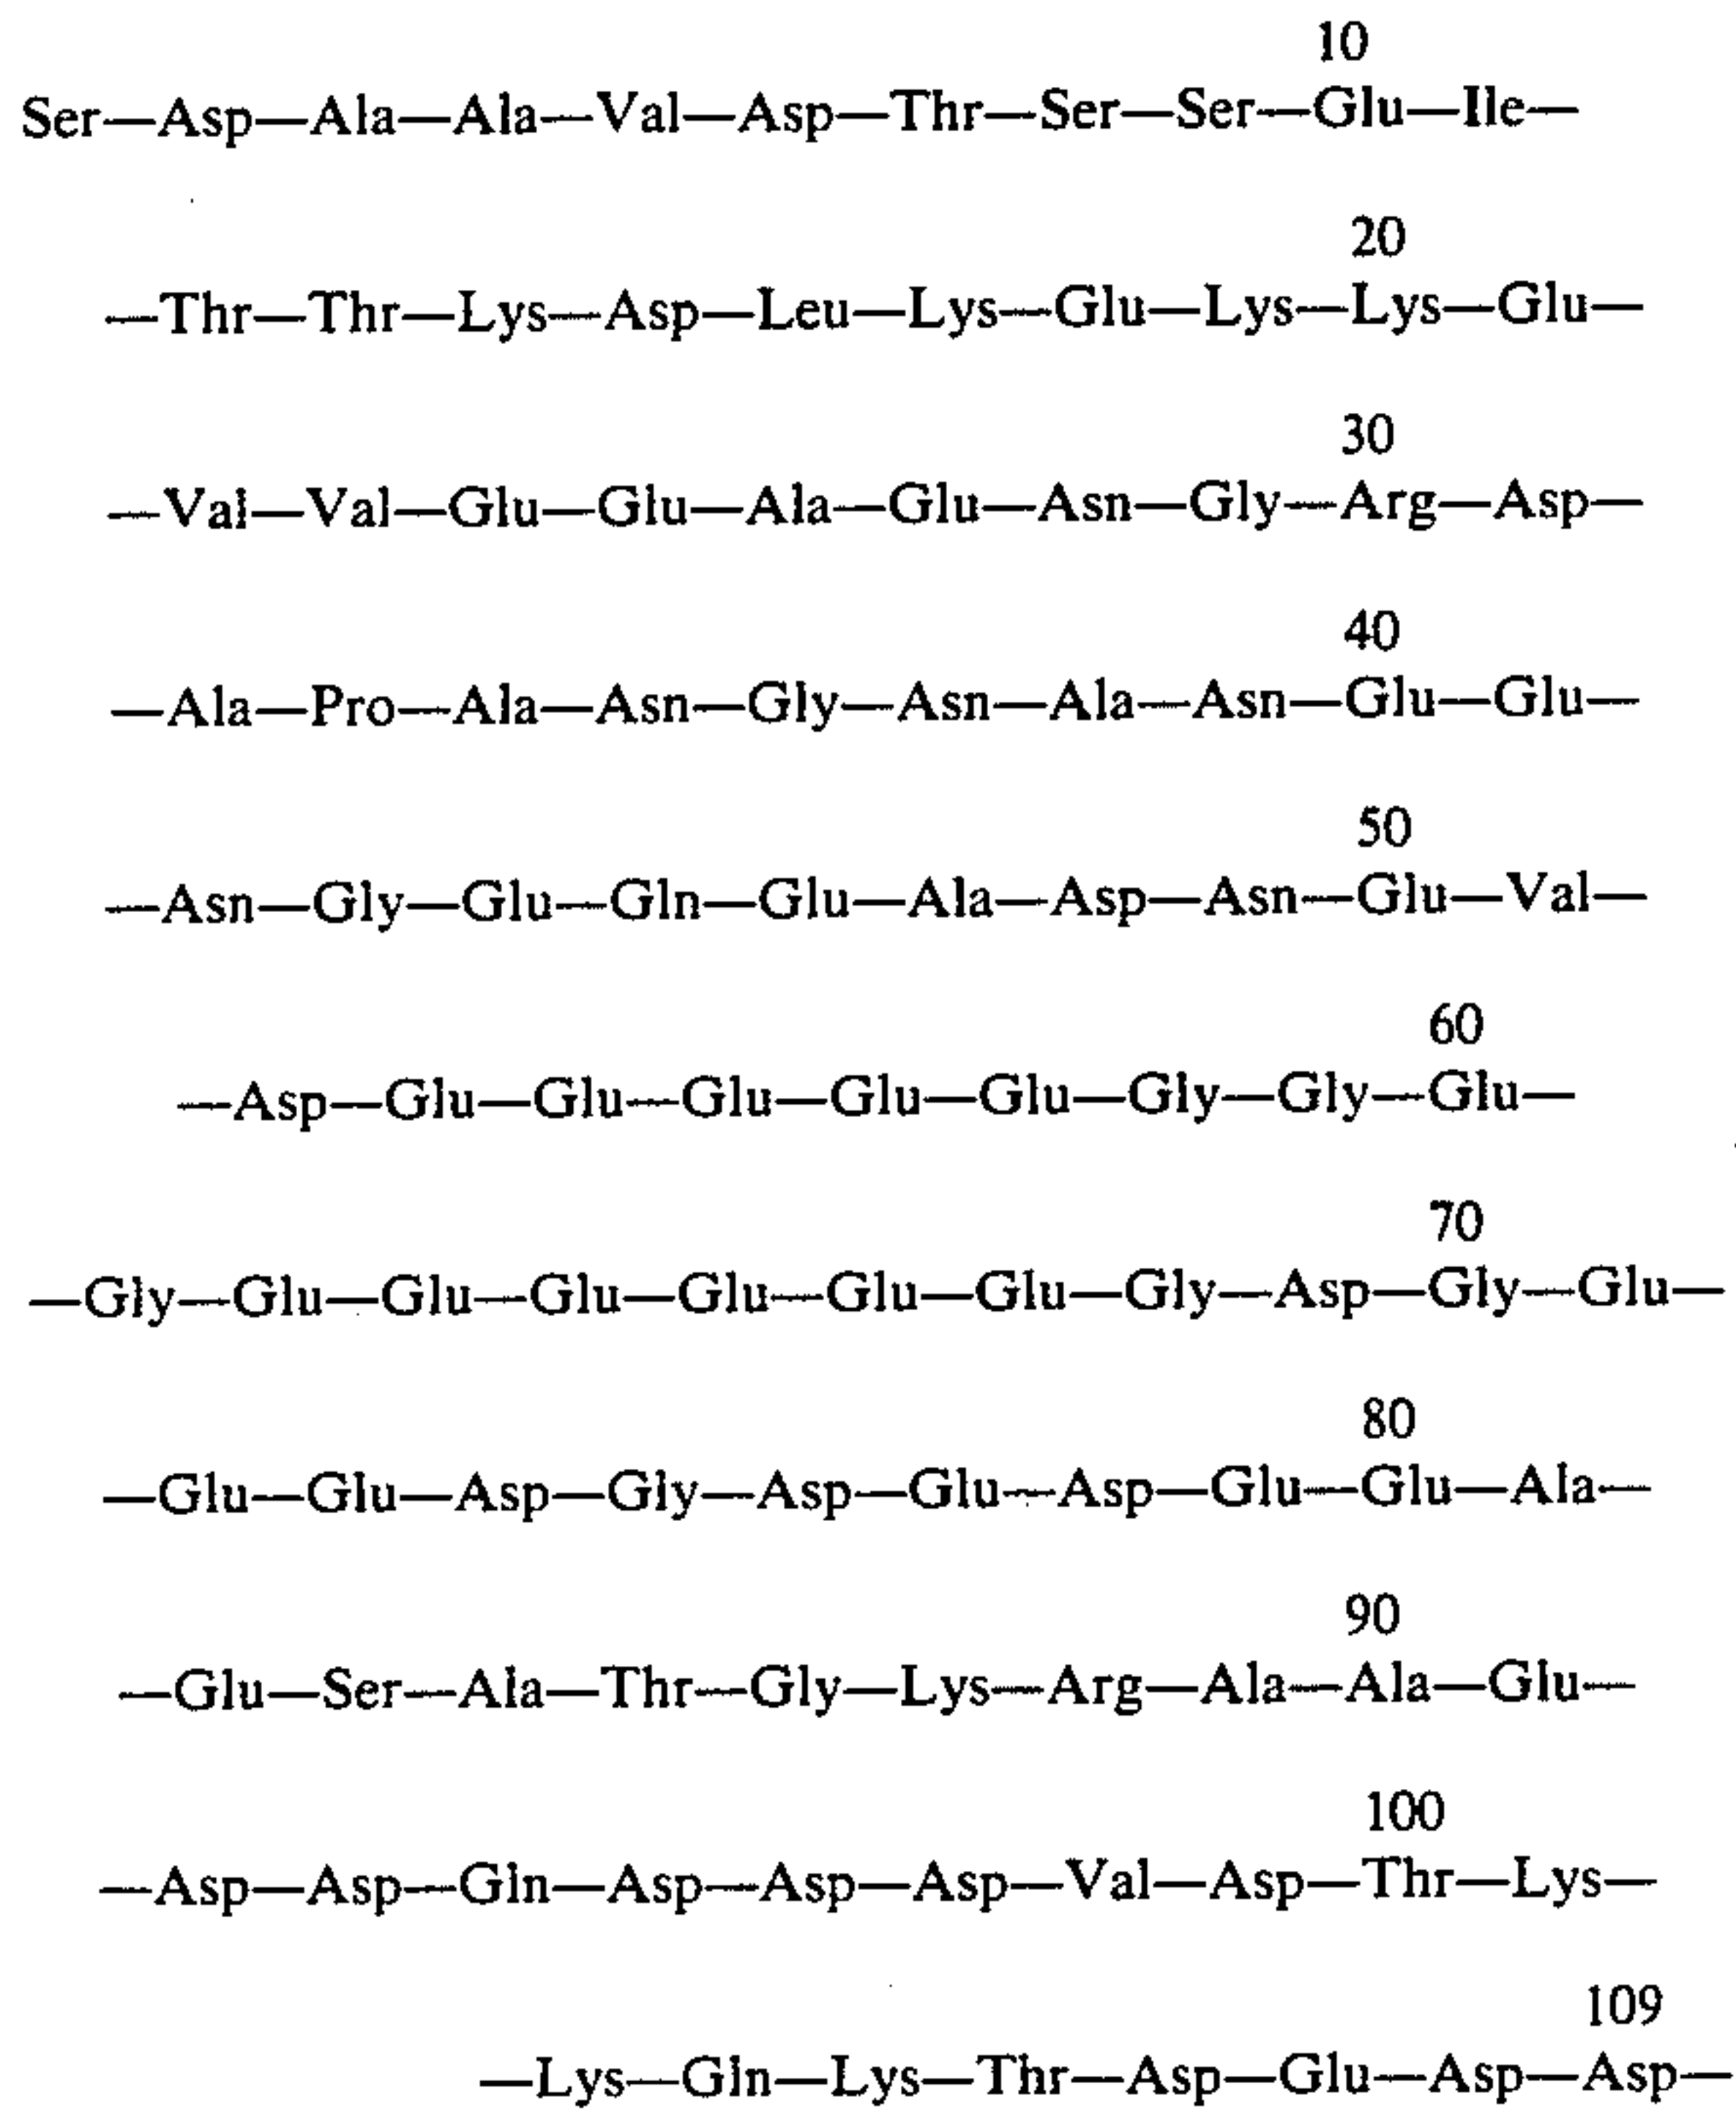 10
Ser—Asp—Ala—Ala—Val—Asp—Thr—Ser—Ser—Glu—Ile—
20
—Thr—Thr—Lys—Asp—Leu—Lys—Glu—Lys—Lys—Glu—
30
—Val—Val—Glu—Glu—Ala—Glu—Asn—Gly—Arg—Asp—
40
—Ala—Pro—Ala—Asn—Gly—Asn—Ala—Asn—Glu—Glu—
50
—Asn—Gly—Glu—Gln—Glu—Ala—Asp—Asn—Glu—Val—
60
—Asp—Glu—Glu—Glu—Glu—Glu—Gly—Gly—Glu—
70
—Gly—Glu—Glu—Glu—Glu—Glu—Glu—Gly—Asp—Gly—Glu—
80
—Glu—Glu—Asp—Gly—Asp—Glu—Asp—Glu—Glu—Ala—
90
—Glu—Ser—Ala—Thr—Gly—Lys—Arg—Ala—Ala—Glu—
100
—Asp—Asp—Gln—Asp—Asp—Asp—Val—Asp—Thr—Lys—
109
—Lys—Gln—Lys—Thr—Asp—Glu—Asp—Asp—